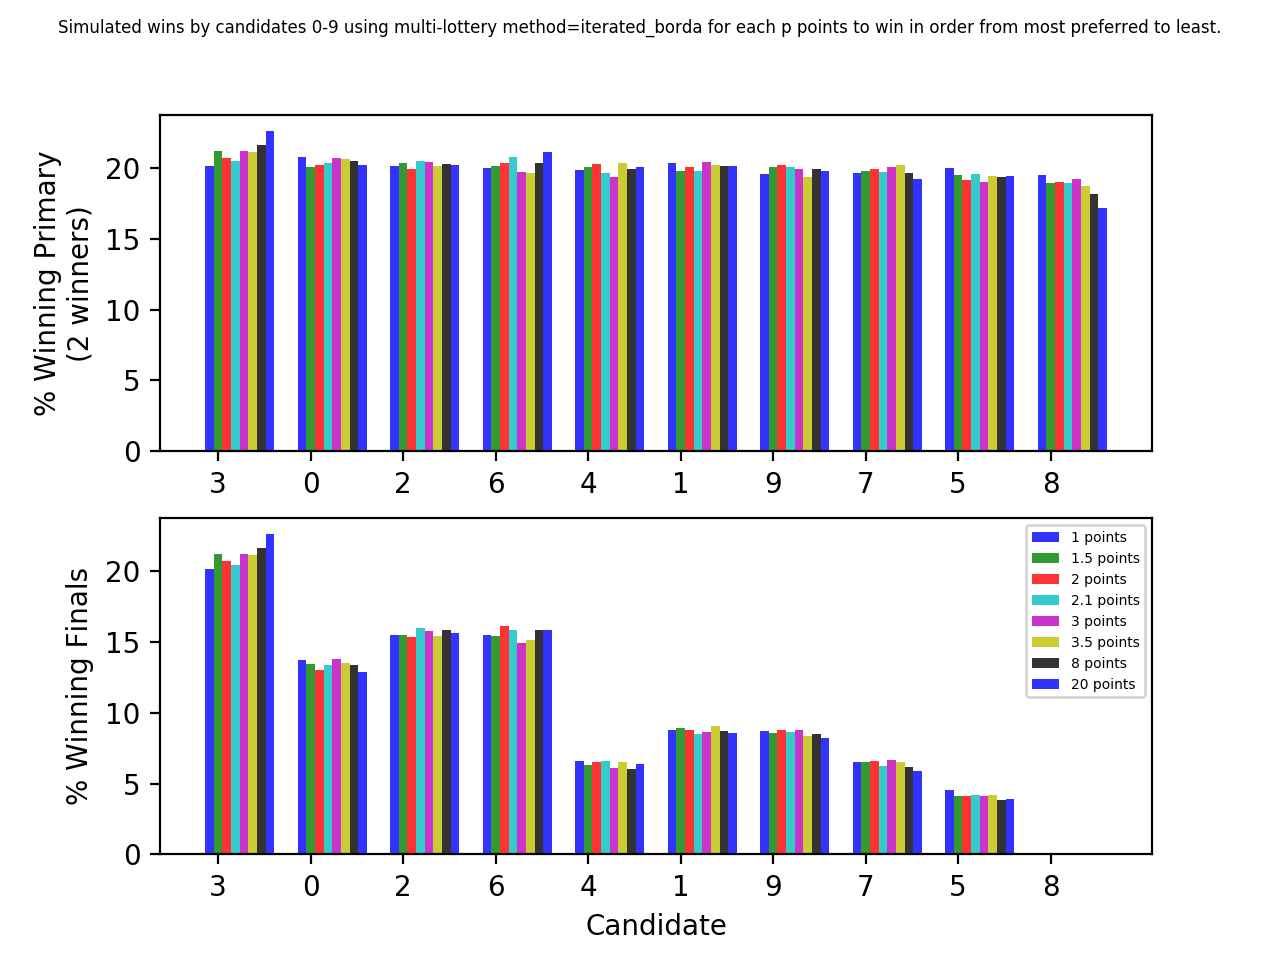 Simulated wins by candidates 0-9 using multi-lottery method=iterated_borda for each p points to win in order from most preferred to least.
% Winning Primary
(2 winners)
20
15
10
5
0
3 0 2 6 4 1 9 7 5 8
% Winning Finals
20
15
10
5
0
1 points
1.5 points
2 points
2.1 points
3 points
3.5 points
8 points
20 points
3 0 2 6 4 1 9 7 5 8
Candidate